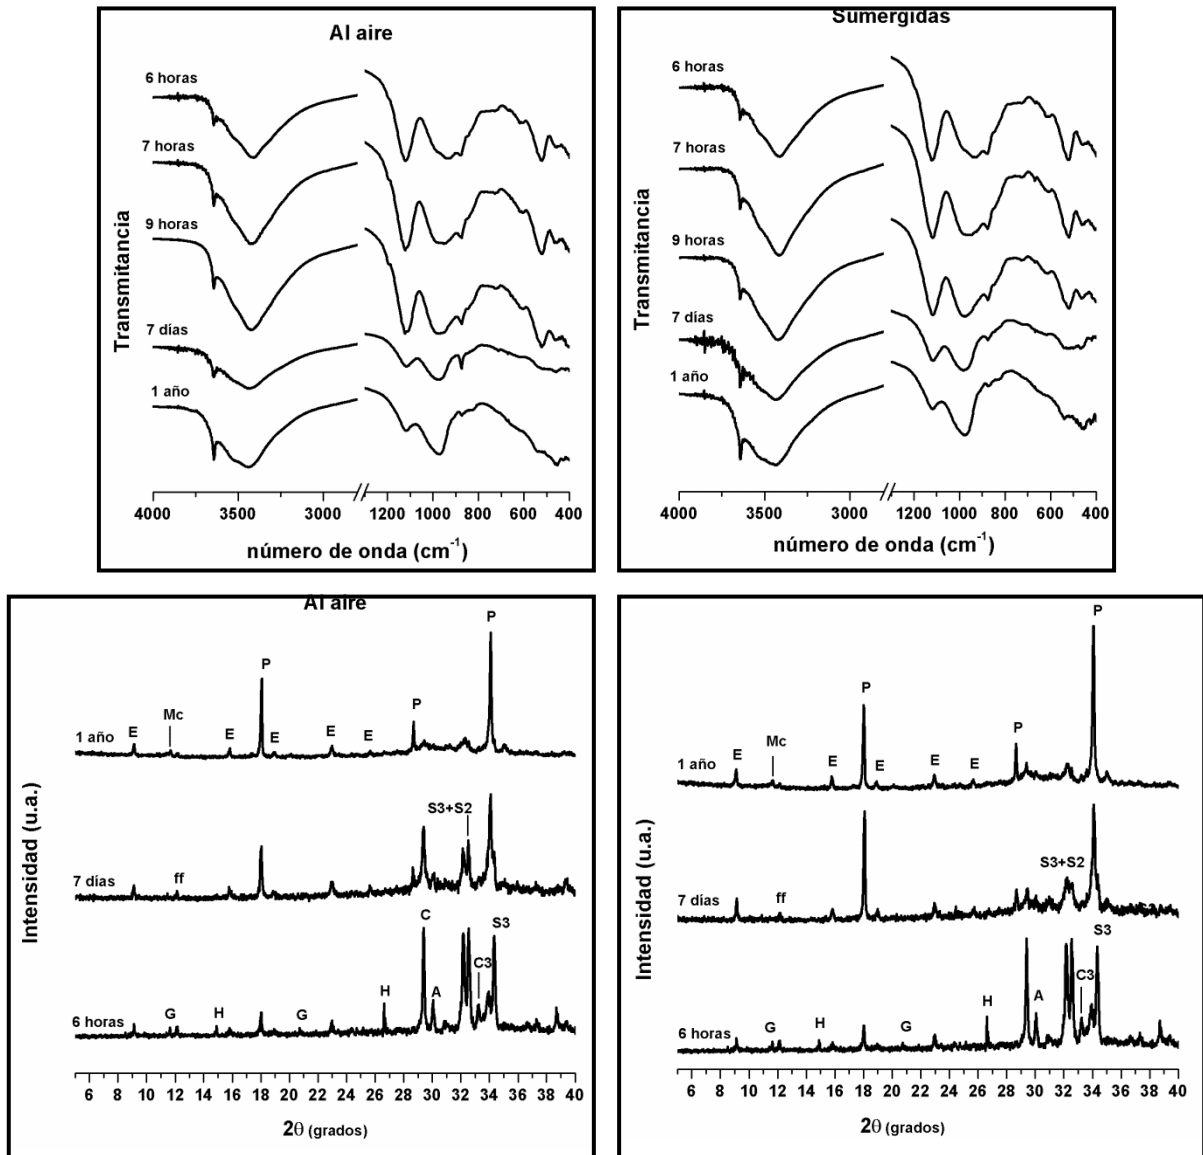 Al aire
6 horas
7 horas
9 horas
7 días
1 año
Transmitancia
4000 3500 3000 1200 1000 800 600 400
número de onda (cm-1)
Sumergidas
6 horas
7 horas
9 horas
7 días
1 año
Transmitancia
4000 3500 3000 1200 1000 800 600 400
número de onda (cm-1)
Al aire
P
P
P
Mc
E E E E E
1 año
S3+S2
7 días
ff
C
S3
C3
H
A
G H G
6 horas
Intensidad (u.a.)
6 8 10 12 14 16 18 20 22 24 26 28 30 32 34 36 38 40
2θ (grados)
P
P
P
Mc
E E E E E
1 año
S3+S2
7 días
ff
S3
C3
H
A
G H G
6 horas
Intensidad (u.a.)
6 8 10 12 14 16 18 20 22 24 26 28 30 32 34 36 38 40
2θ (grados)